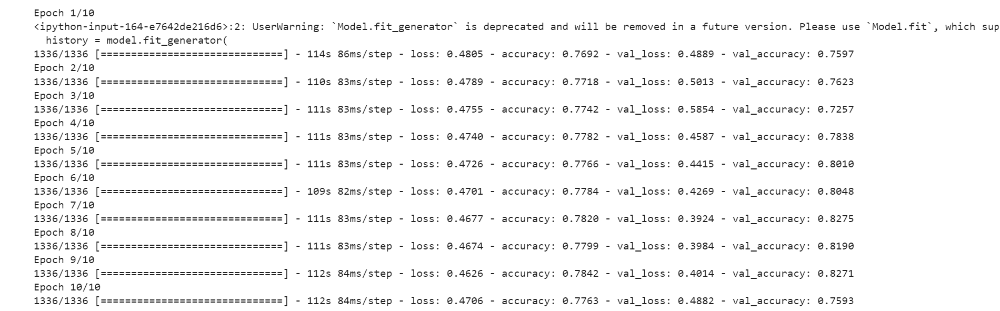 Epoch 1/10
<ipython-input-164-e7642de216d6>:2: UserWarning: `Model.fit_generator` is deprecated and will be removed in a future version. Please use `Model.fit`, which sup
  history = model.fit_generator(
1336/1336 [==============================] - 114s 86ms/step - loss: 0.4805 - accuracy: 0.7692 - val_loss: 0.4889 - val_accuracy: 0.7597
Epoch 2/10
1336/1336 [==============================] - 110s 83ms/step - loss: 0.4789 - accuracy: 0.7718 - val_loss: 0.5013 - val_accuracy: 0.7623
Epoch 3/10
1336/1336 [==============================] - 111s 83ms/step - loss: 0.4755 - accuracy: 0.7742 - val_loss: 0.5854 - val_accuracy: 0.7257
Epoch 4/10
1336/1336 [==============================] - 111s 83ms/step - loss: 0.4740 - accuracy: 0.7782 - val_loss: 0.4587 - val_accuracy: 0.7838
Epoch 5/10
1336/1336 [==============================] - 111s 83ms/step - loss: 0.4726 - accuracy: 0.7766 - val_loss: 0.4415 - val_accuracy: 0.8010
Epoch 6/10
1336/1336 [==============================] - 109s 82ms/step - loss: 0.4701 - accuracy: 0.7784 - val_loss: 0.4269 - val_accuracy: 0.8048
Epoch 7/10
1336/1336 [==============================] - 111s 83ms/step - loss: 0.4677 - accuracy: 0.7820 - val_loss: 0.3924 - val_accuracy: 0.8275
Epoch 8/10
1336/1336 [==============================] - 111s 83ms/step - loss: 0.4674 - accuracy: 0.7799 - val_loss: 0.3984 - val_accuracy: 0.8190
Epoch 9/10
1336/1336 [==============================] - 112s 84ms/step - loss: 0.4626 - accuracy: 0.7842 - val_loss: 0.4014 - val_accuracy: 0.8271
Epoch 10/10
1336/1336 [==============================] - 112s 84ms/step - loss: 0.4706 - accuracy: 0.7763 - val_loss: 0.4882 - val_accuracy: 0.7593